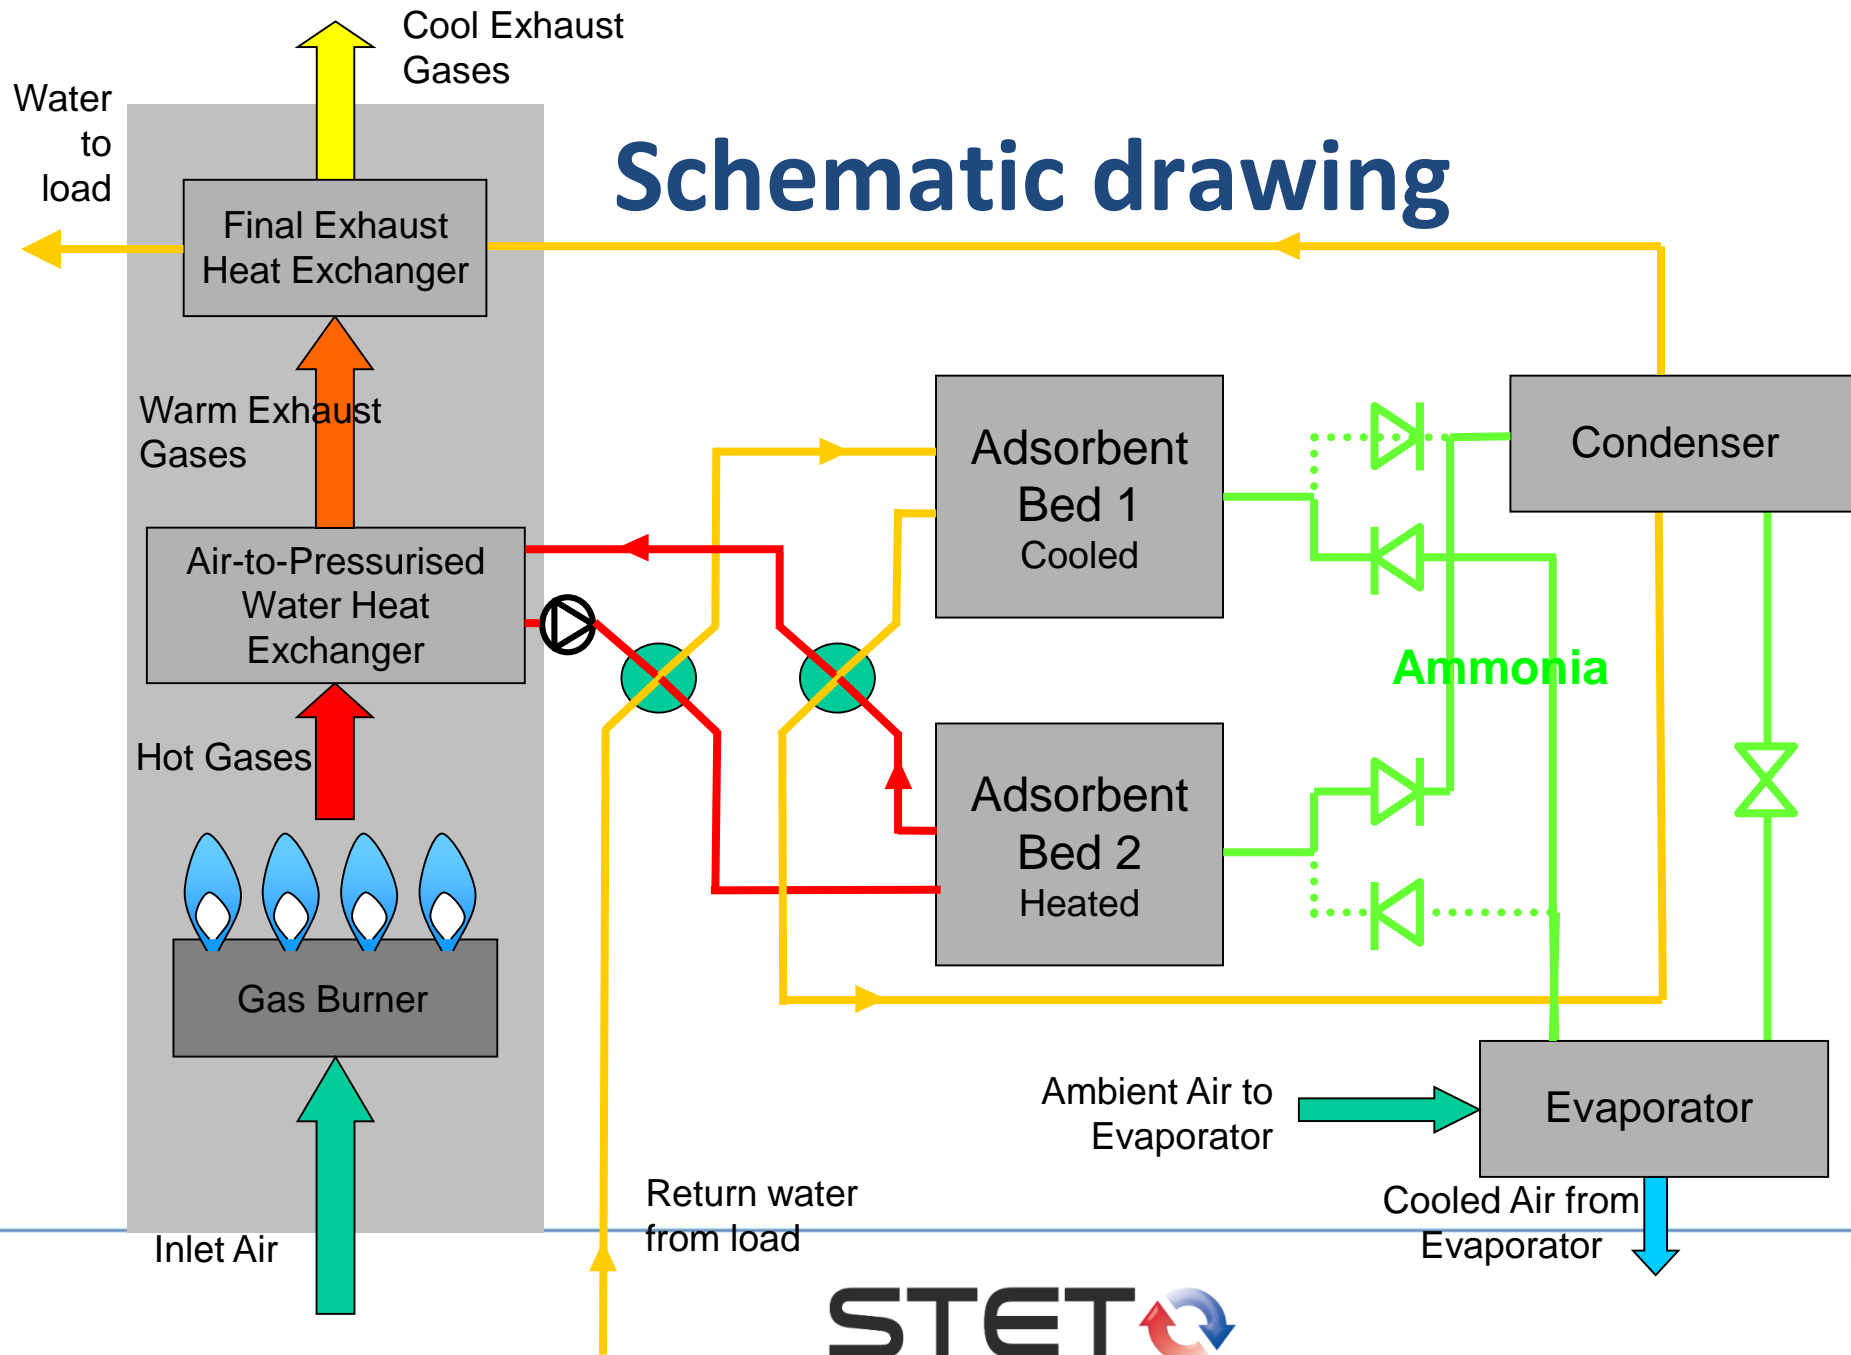 Cool Exhaust
Gases
Water
to
load
Schematic drawing
Final Exhaust
Heat Exchanger
Warm Exhaust
Gases
Adsorbent
Bed 1
Cooled
Condenser
Air-to-Pressurised
Water Heat
Exchanger
Ammonia
Hot Gases
Adsorbent
Bed 2
Heated
Gas Burner
Ambient Air to
Evaporator
Evaporator
Return water
from load
Cooled Air from
Evaporator
Inlet Air
STET